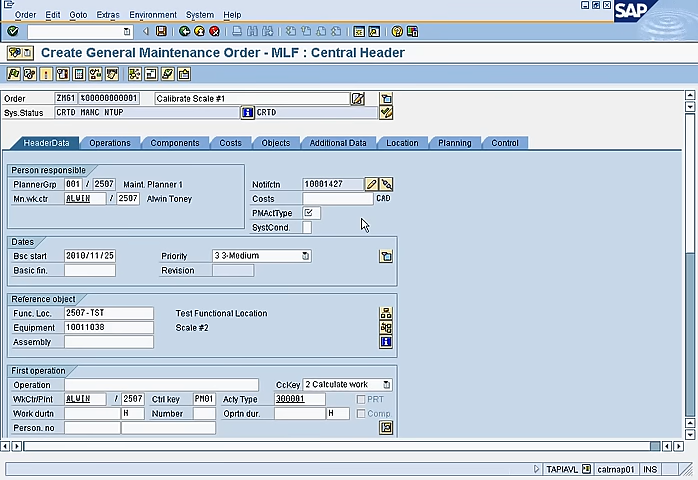 Order Edit Goto Extras Environment System Help
SAP
Create General Maintenance Order - MLF : Central Header
Order ZM61 %00000000001 Calibrate Scale #1
Sys.Status CRTD MANC NTUP CRTD
HeaderData Operations Components Costs Objects Additional Data Location Planning Control
Person responsible
PlannerGrp 001 / 2507 Maint. Planner 1 Notifctn 10001427
Mn.wk.ctr ALWIN / 2507 Alwin Toney Costs CAD
PMActType
SystCond.
Dates
Bsc start 2010/11/25 Priority 3 3-Medium
Basic fin. Revision
Reference object
Func. Loc. 2507-TST Test Functional Location
Equipment 10011038 Scale #2
Assembly
First operation
Operation CcKey 2 Calculate work
WkCtr/Plnt ALWIN / 2507 Ctrl key PM01 Acty Type 300001 PRT
Work durtn H Number Oprtn dur. H Comp.
Person. no
TAPIAVL catrnap01 INS